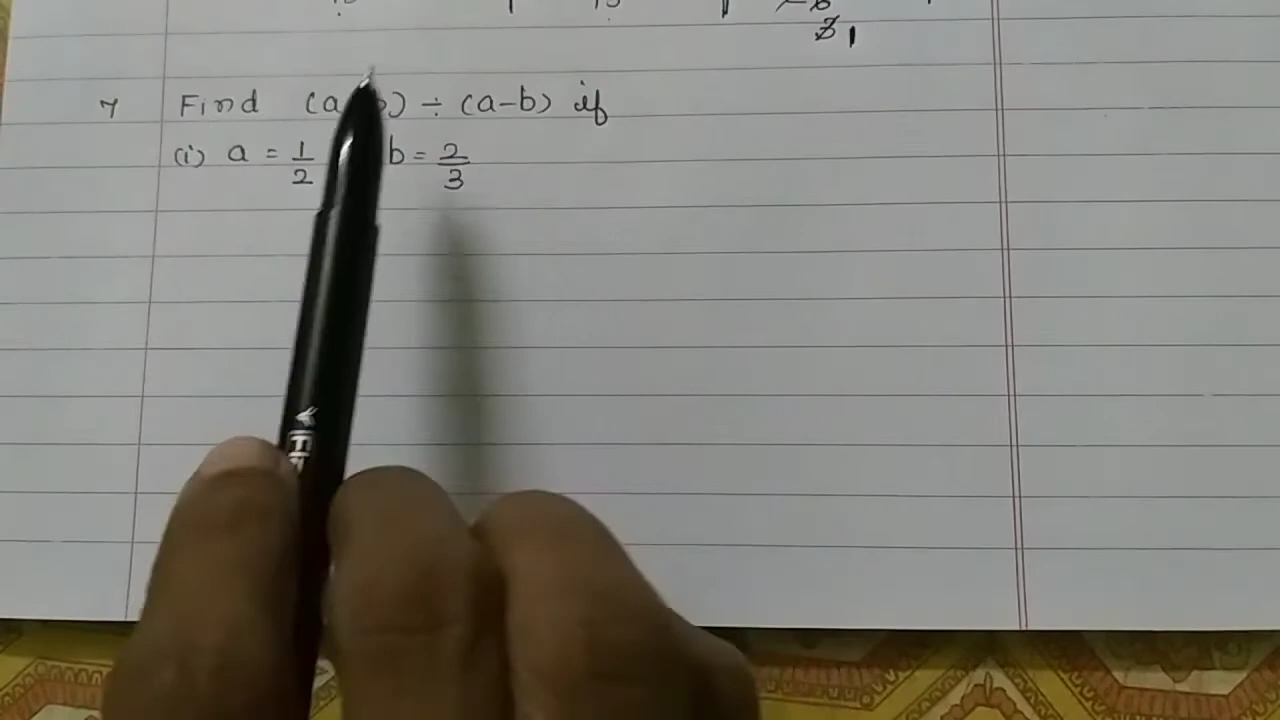 7 Find (a ) ÷ (a-b) if
(i) a = 1/2 b = 2/3